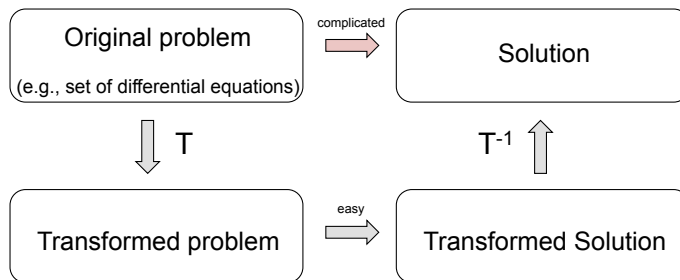 Original problem
(e.g., set of differential equations)
complicated
Solution
T
T-1
Transformed problem
easy
Transformed Solution